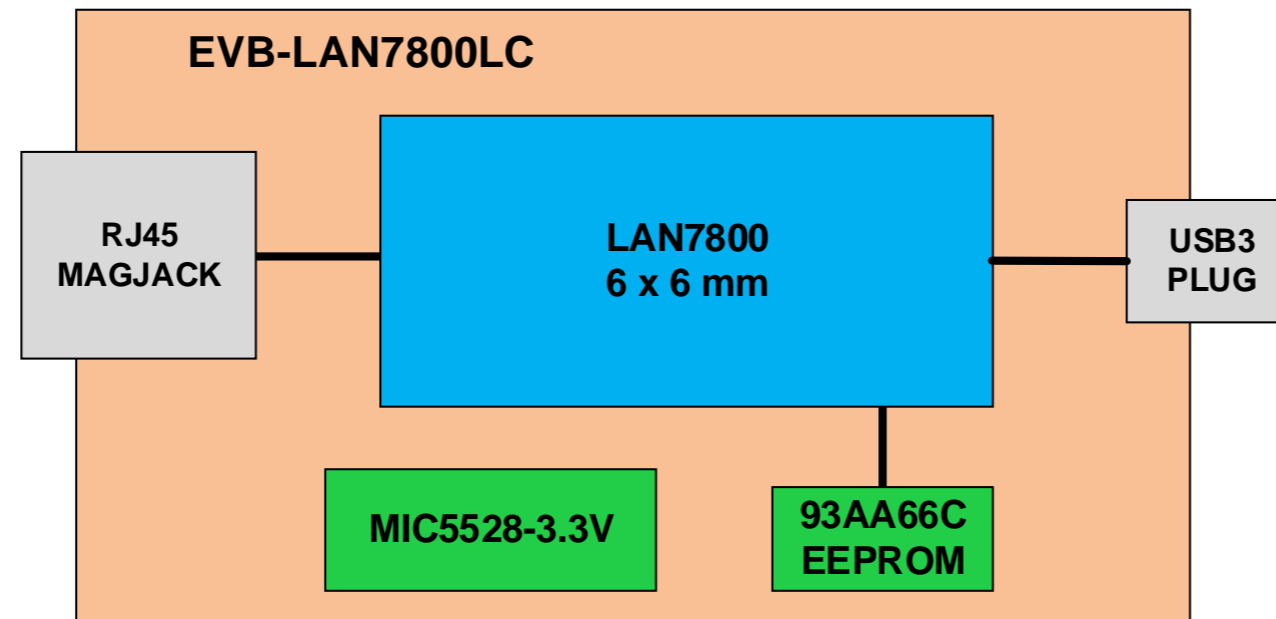 EVB-LAN7800LC
RJ45
MAGJACK
LAN7800
6 x 6 mm
USB3
PLUG
MIC5528-3.3V
93AA66C
EEPROM